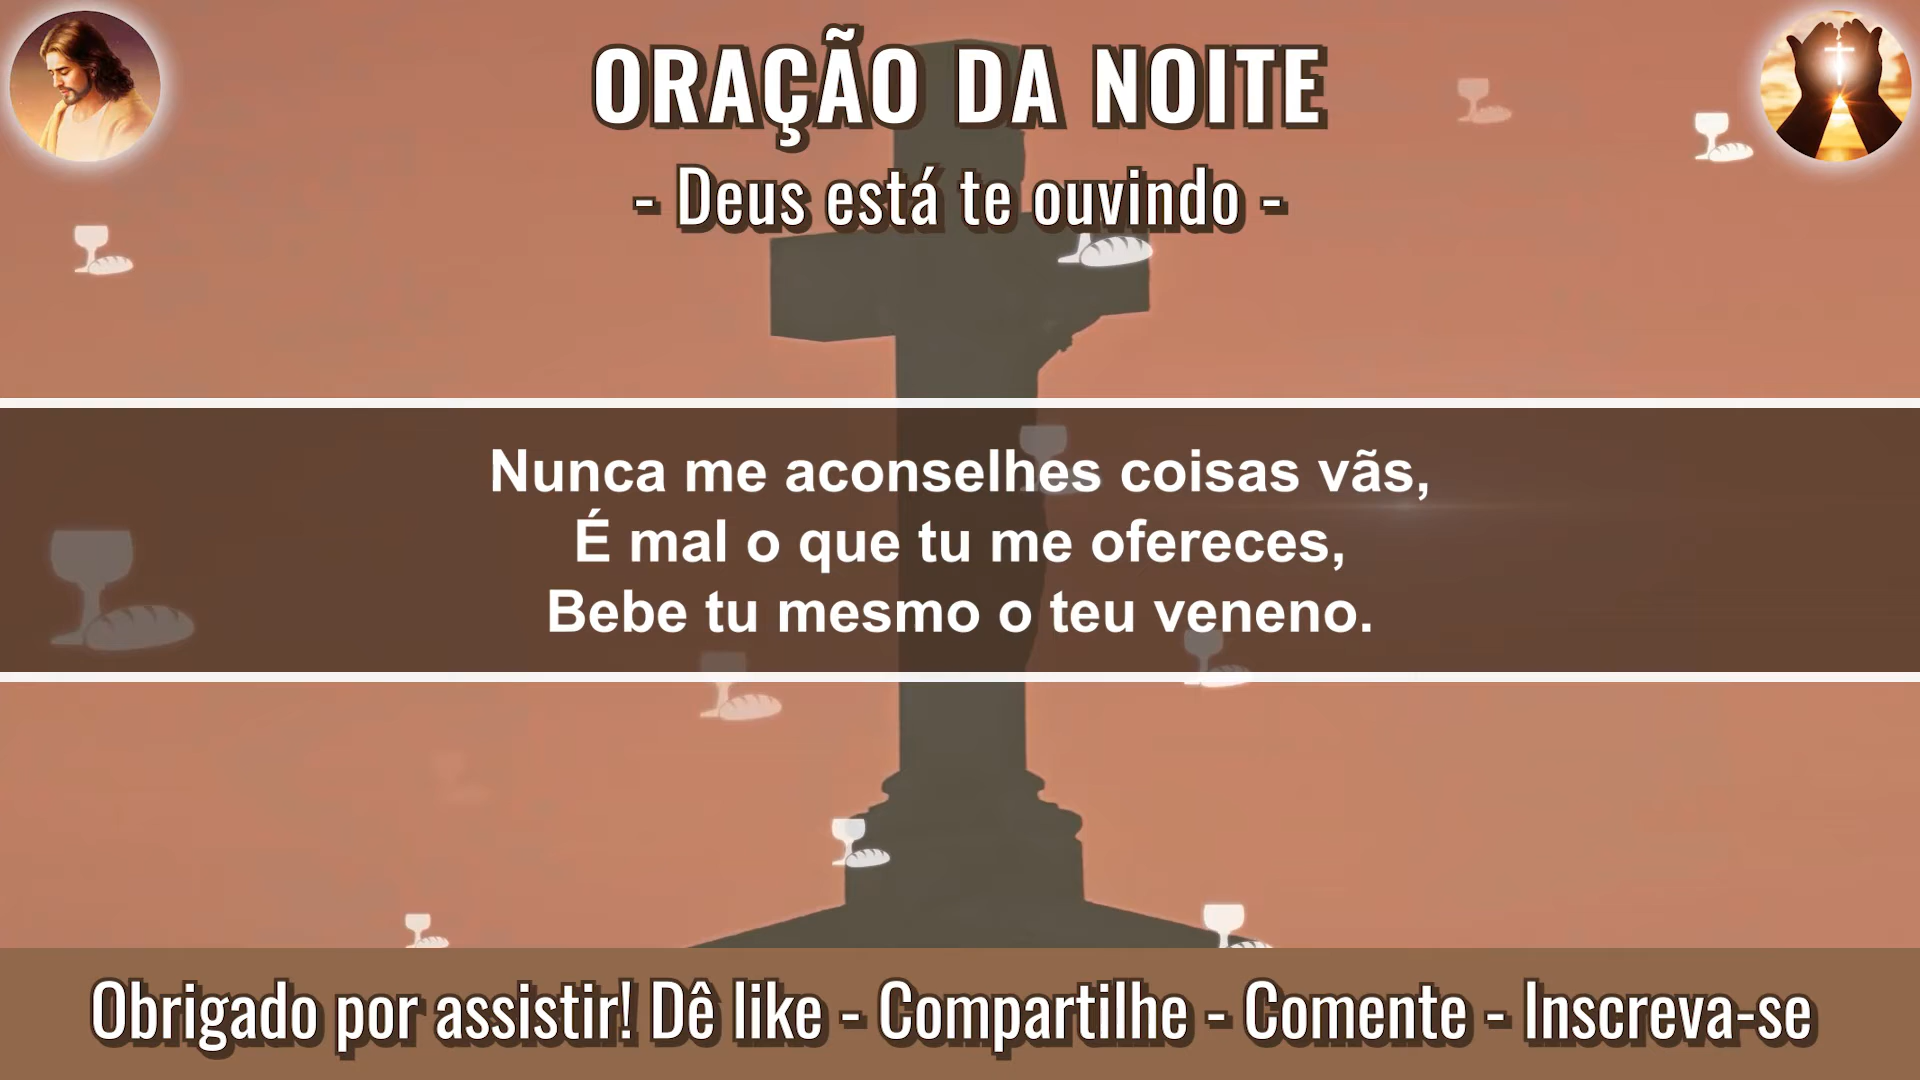 ORAÇÃO DA NOITE
- Deus está te ouvindo -
Nunca me aconselhes coisas vãs,
É mal o que tu me ofereces,
Bebe tu mesmo o teu veneno.
Obrigado por assistir! Dê like - Compartilhe - Comente - Inscreva-se